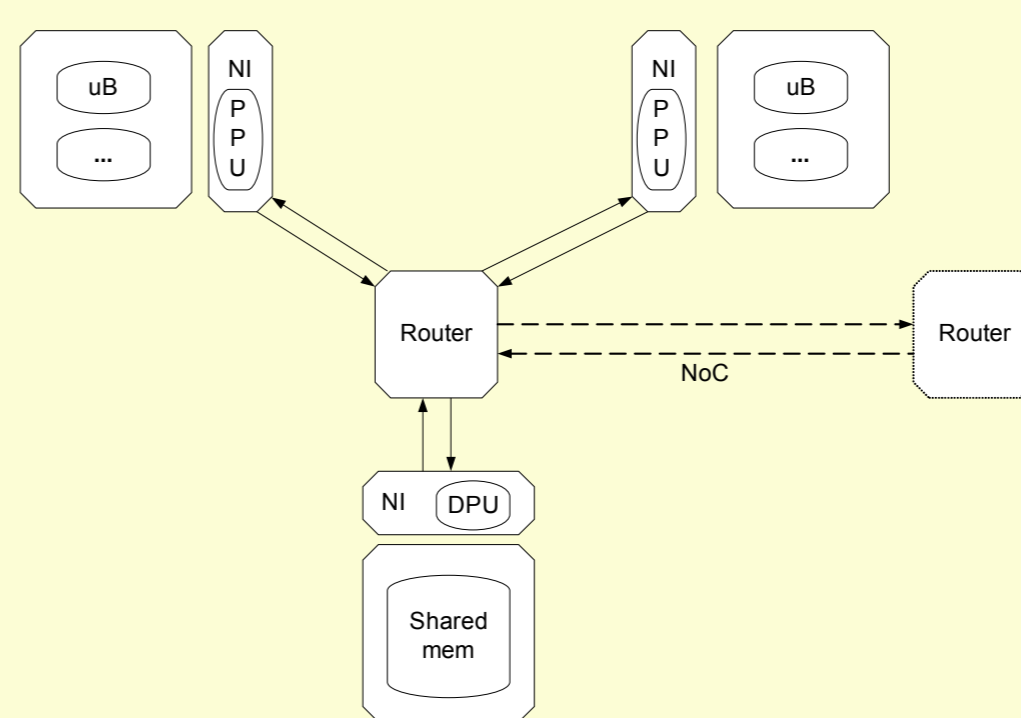 uB
...
NI
P
P
U
NI
P
P
U
uB
...
Router
Router
NoC
NI
DPU
Shared
mem